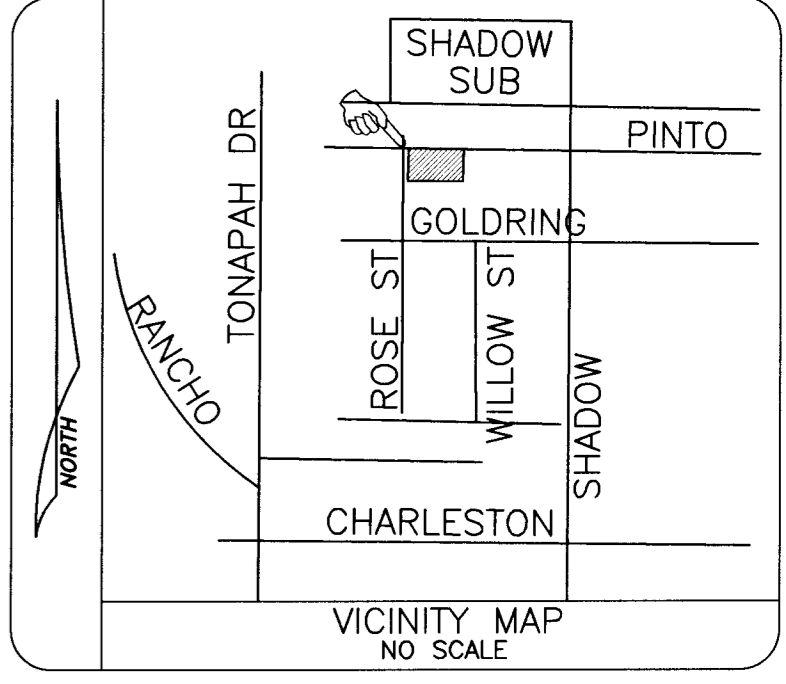 SHADOW
SUB
PINTO
TONAPAH DR
GOLDRING
ROSE ST
WILLOW ST
RANCHO
SHADOW
NORTH
CHARLESTON
VICINITY MAP
NO SCALE